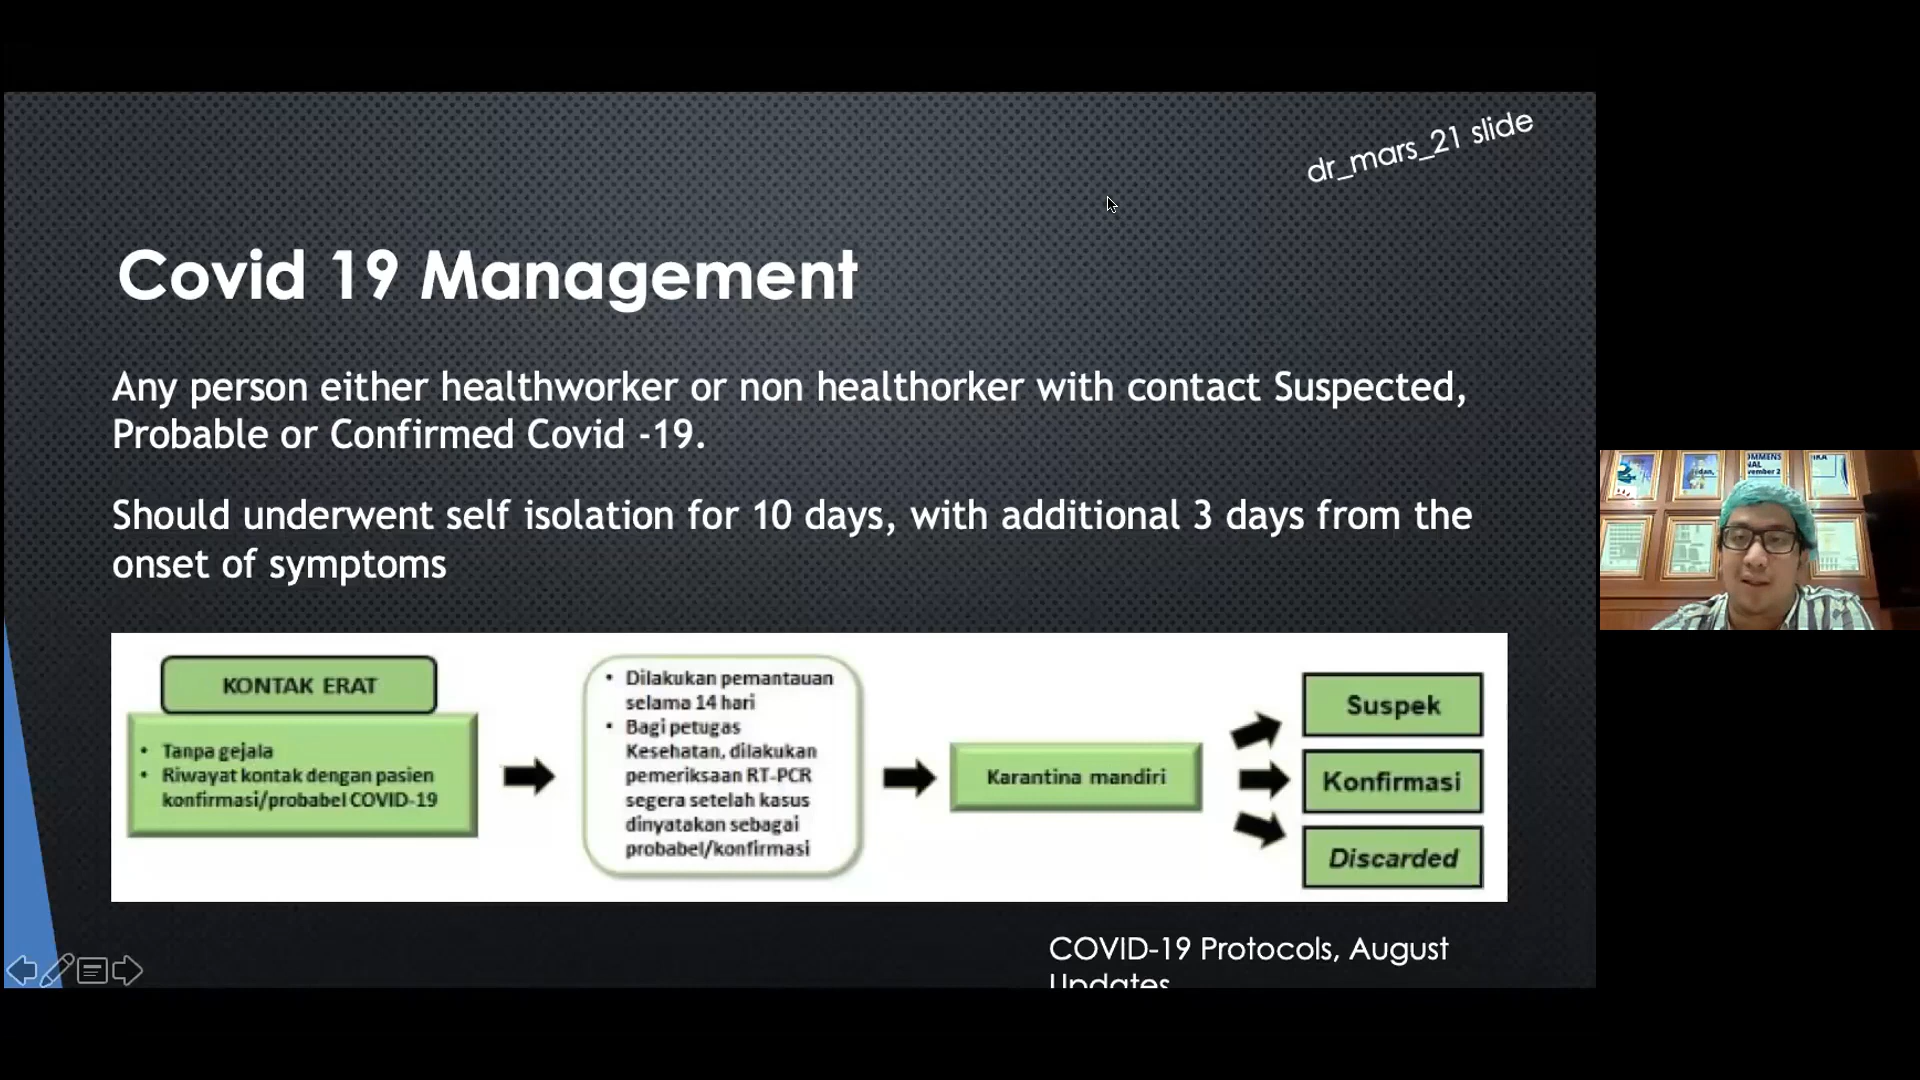 dr_mars_21 slide
Covid 19 Management
Any person either healthworker or non healthorker with contact Suspected,
Probable or Confirmed Covid -19.
Should underwent self isolation for 10 days, with additional 3 days from the
onset of symptoms
KONTAK ERAT
• Tanpa gejala
• Riwayat kontak dengan pasien
konfirmasi/probabel COVID-19
• Dilakukan pemantauan
selama 14 hari
• Bagi petugas
Kesehatan, dilakukan
pemeriksaan RT-PCR
segera setelah kasus
dinyatakan sebagai
probabel/konfirmasi
Karantina mandiri
Suspek
Konfirmasi
Discarded
COVID-19 Protocols, August
Updates